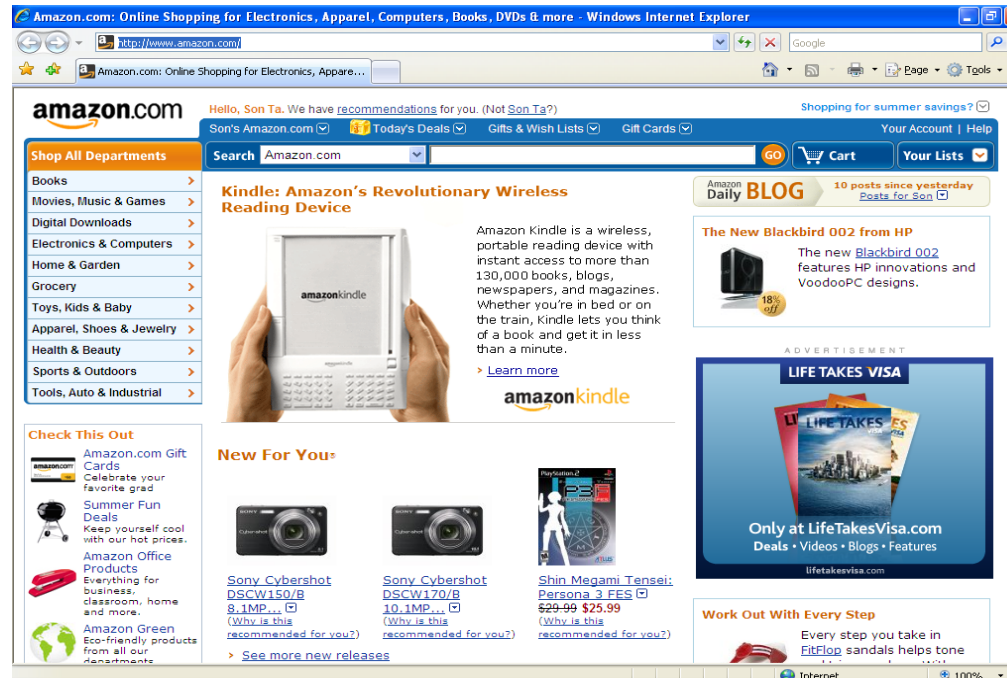 Amazon.com: Online Shopping for Electronics, Apparel, Computers, Books, DVDs & more - Windows Internet Explorer
http://www.amazon.com/
Google
Amazon.com: Online Shopping for Electronics, Appare...
Page
Tools
amazon.com
Hello, Son Ta. We have recommendations for you. (Not Son Ta?)
Shopping for summer savings?
Son's Amazon.com
Today's Deals
Gifts & Wish Lists
Gift Cards
Your Account | Help
Shop All Departments
Search Amazon.com
GO
Cart
Your Lists
Books
Movies, Music & Games
Digital Downloads
Electronics & Computers
Home & Garden
Grocery
Toys, Kids & Baby
Apparel, Shoes & Jewelry
Health & Beauty
Sports & Outdoors
Tools, Auto & Industrial
Check This Out
Amazon.com Gift
Cards
Celebrate your
favorite grad
Summer Fun
Deals
Keep yourself cool
with our hot prices.
Amazon Office
Products
Everything for
business,
classroom, home
and more.
Amazon Green
Eco-friendly products
from all our
departments
amazon.com
Kindle: Amazon's Revolutionary Wireless
Reading Device
amazonkindle
Amazon Kindle is a wireless,
portable reading device with
instant access to more than
130,000 books, blogs,
newspapers, and magazines.
Whether you're in bed or on
the train, Kindle lets you think
of a book and get it in less
than a minute.
Learn more
amazonkindle
New For You
SONY
Cyber-shot
SONY
Cyber-shot
PlayStation 2
P3F
ATLUS
Sony Cybershot
DSCW150/B
8.1MP...
(Why is this
recommended for you?)
Sony Cybershot
DSCW170/B
10.1MP...
(Why is this
recommended for you?)
Shin Megami Tensei:
Persona 3 FES
$29.99 $25.99
(Why is this
recommended for you?)
See more new releases
Amazon
Daily BLOG
10 posts since yesterday
Posts for Son
The New Blackbird 002 from HP
The new Blackbird 002
features HP innovations and
VoodooPC designs.
18%
off
ADVERTISEMENT
LIFE TAKES VISA
LIFE TAKES
Only at LifeTakesVisa.com
Deals • Videos • Blogs • Features
lifetakesvisa.com
Work Out With Every Step
Every step you take in
FitFlop sandals helps tone
Internet
100%